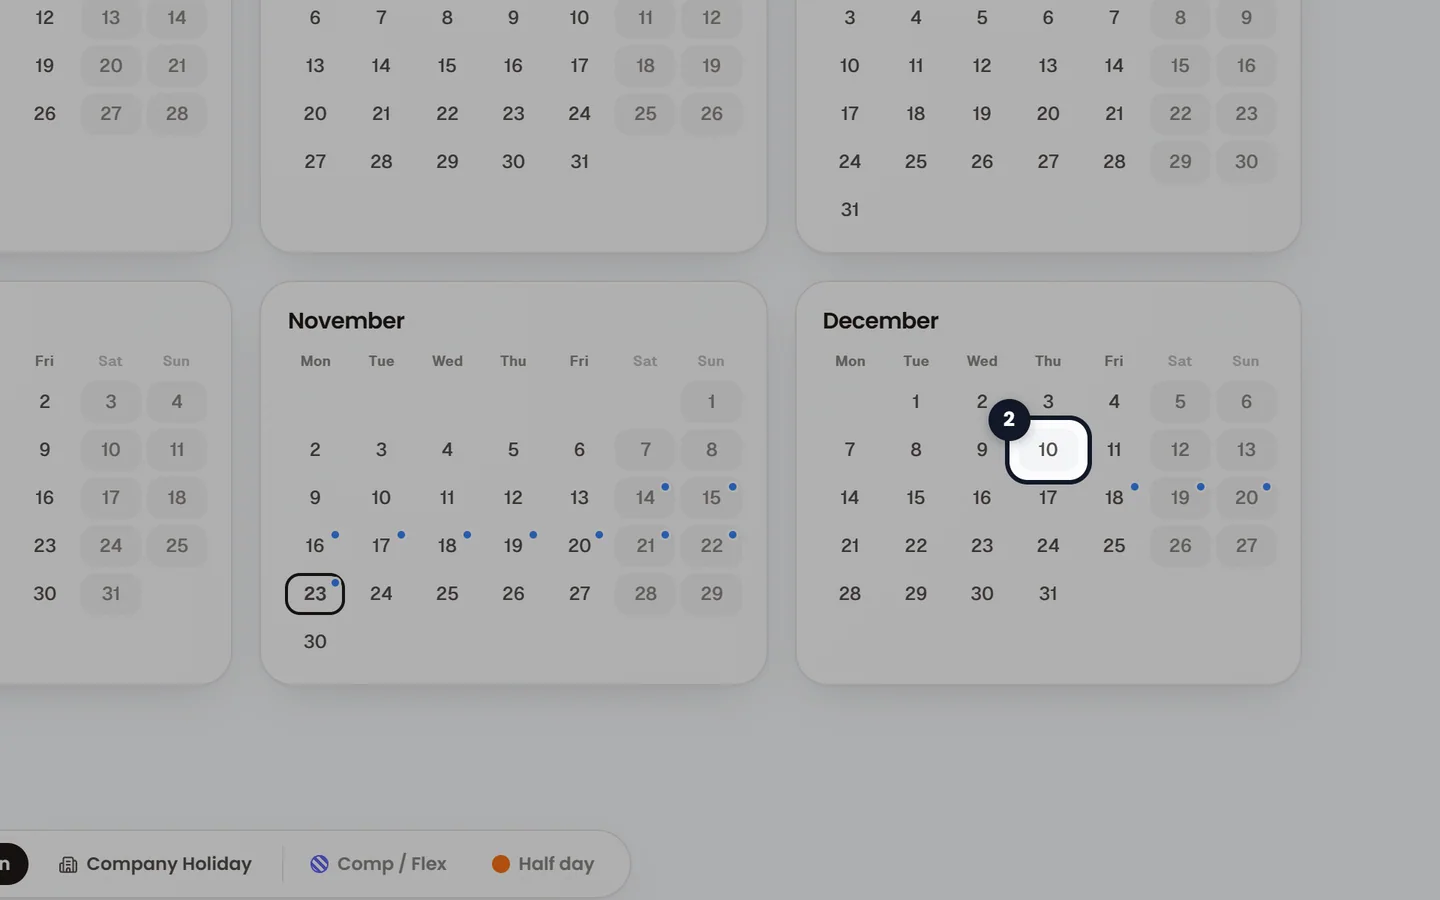 12 13 14
19 20 21
26 27 28
6 7 8 9 10 11 12
13 14 15 16 17 18 19
20 21 22 23 24 25 26
27 28 29 30 31
3 4 5 6 7 8 9
10 11 12 13 14 15 16
17 18 19 20 21 22 23
24 25 26 27 28 29 30
31
Fri Sat Sun
2 3 4
9 10 11
16 17 18
23 24 25
30 31
November
Mon Tue Wed Thu Fri Sat Sun
1
2 3 4 5 6 7 8
9 10 11 12 13 14 15
16 17 18 19 20 21 22
23 24 25 26 27 28 29
30
December
Mon Tue Wed Thu Fri Sat Sun
1 2 3 4 5 6
2
7 8 9 10 11 12 13
14 15 16 17 18 19 20
21 22 23 24 25 26 27
28 29 30 31
n Company Holiday Comp / Flex Half day